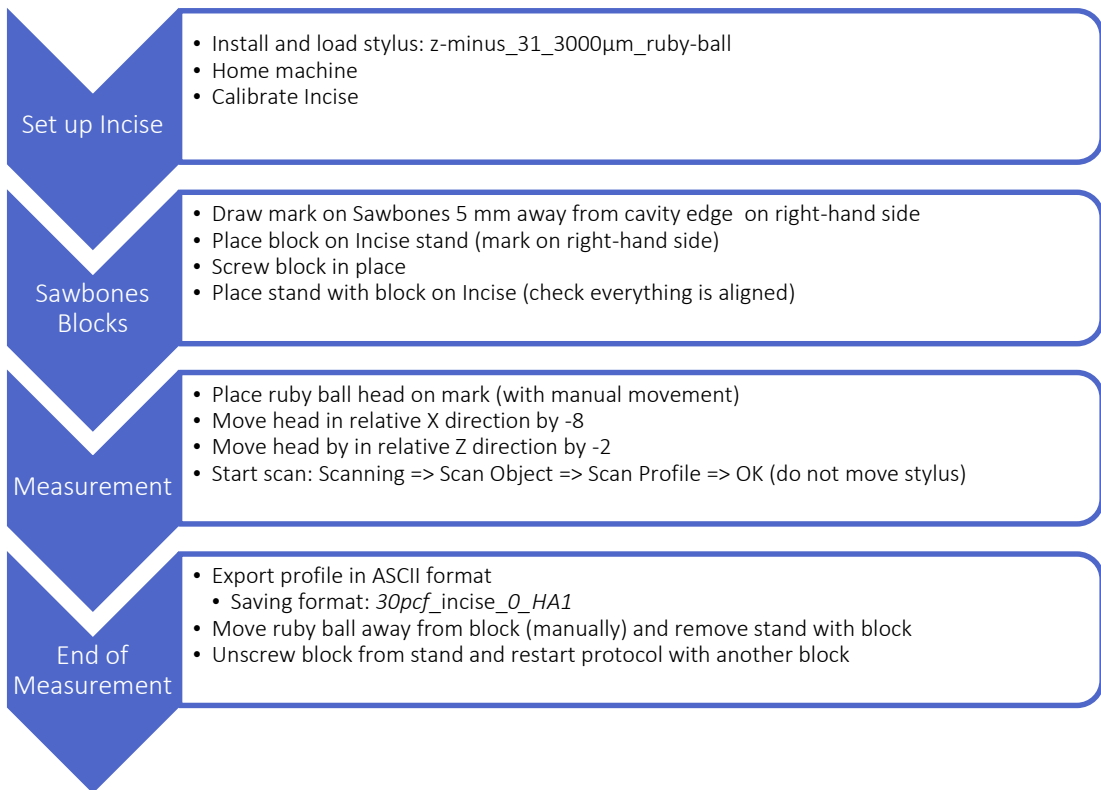 Set up Incise
• Install and load stylus: z-minus_31_3000µm_ruby-ball
• Home machine
• Calibrate Incise
Sawbones
Blocks
• Draw mark on Sawbones 5 mm away from cavity edge  on right-hand side
• Place block on Incise stand (mark on right-hand side)
• Screw block in place
• Place stand with block on Incise (check everything is aligned)
Measurement
• Place ruby ball head on mark (with manual movement)
• Move head in relative X direction by -8
• Move head by in relative Z direction by -2
• Start scan: Scanning => Scan Object => Scan Profile => OK (do not move stylus)
End of
Measurement
• Export profile in ASCII format
• Saving format: 30pcf_incise_0_HA1
• Move ruby ball away from block (manually) and remove stand with block
• Unscrew block from stand and restart protocol with another block